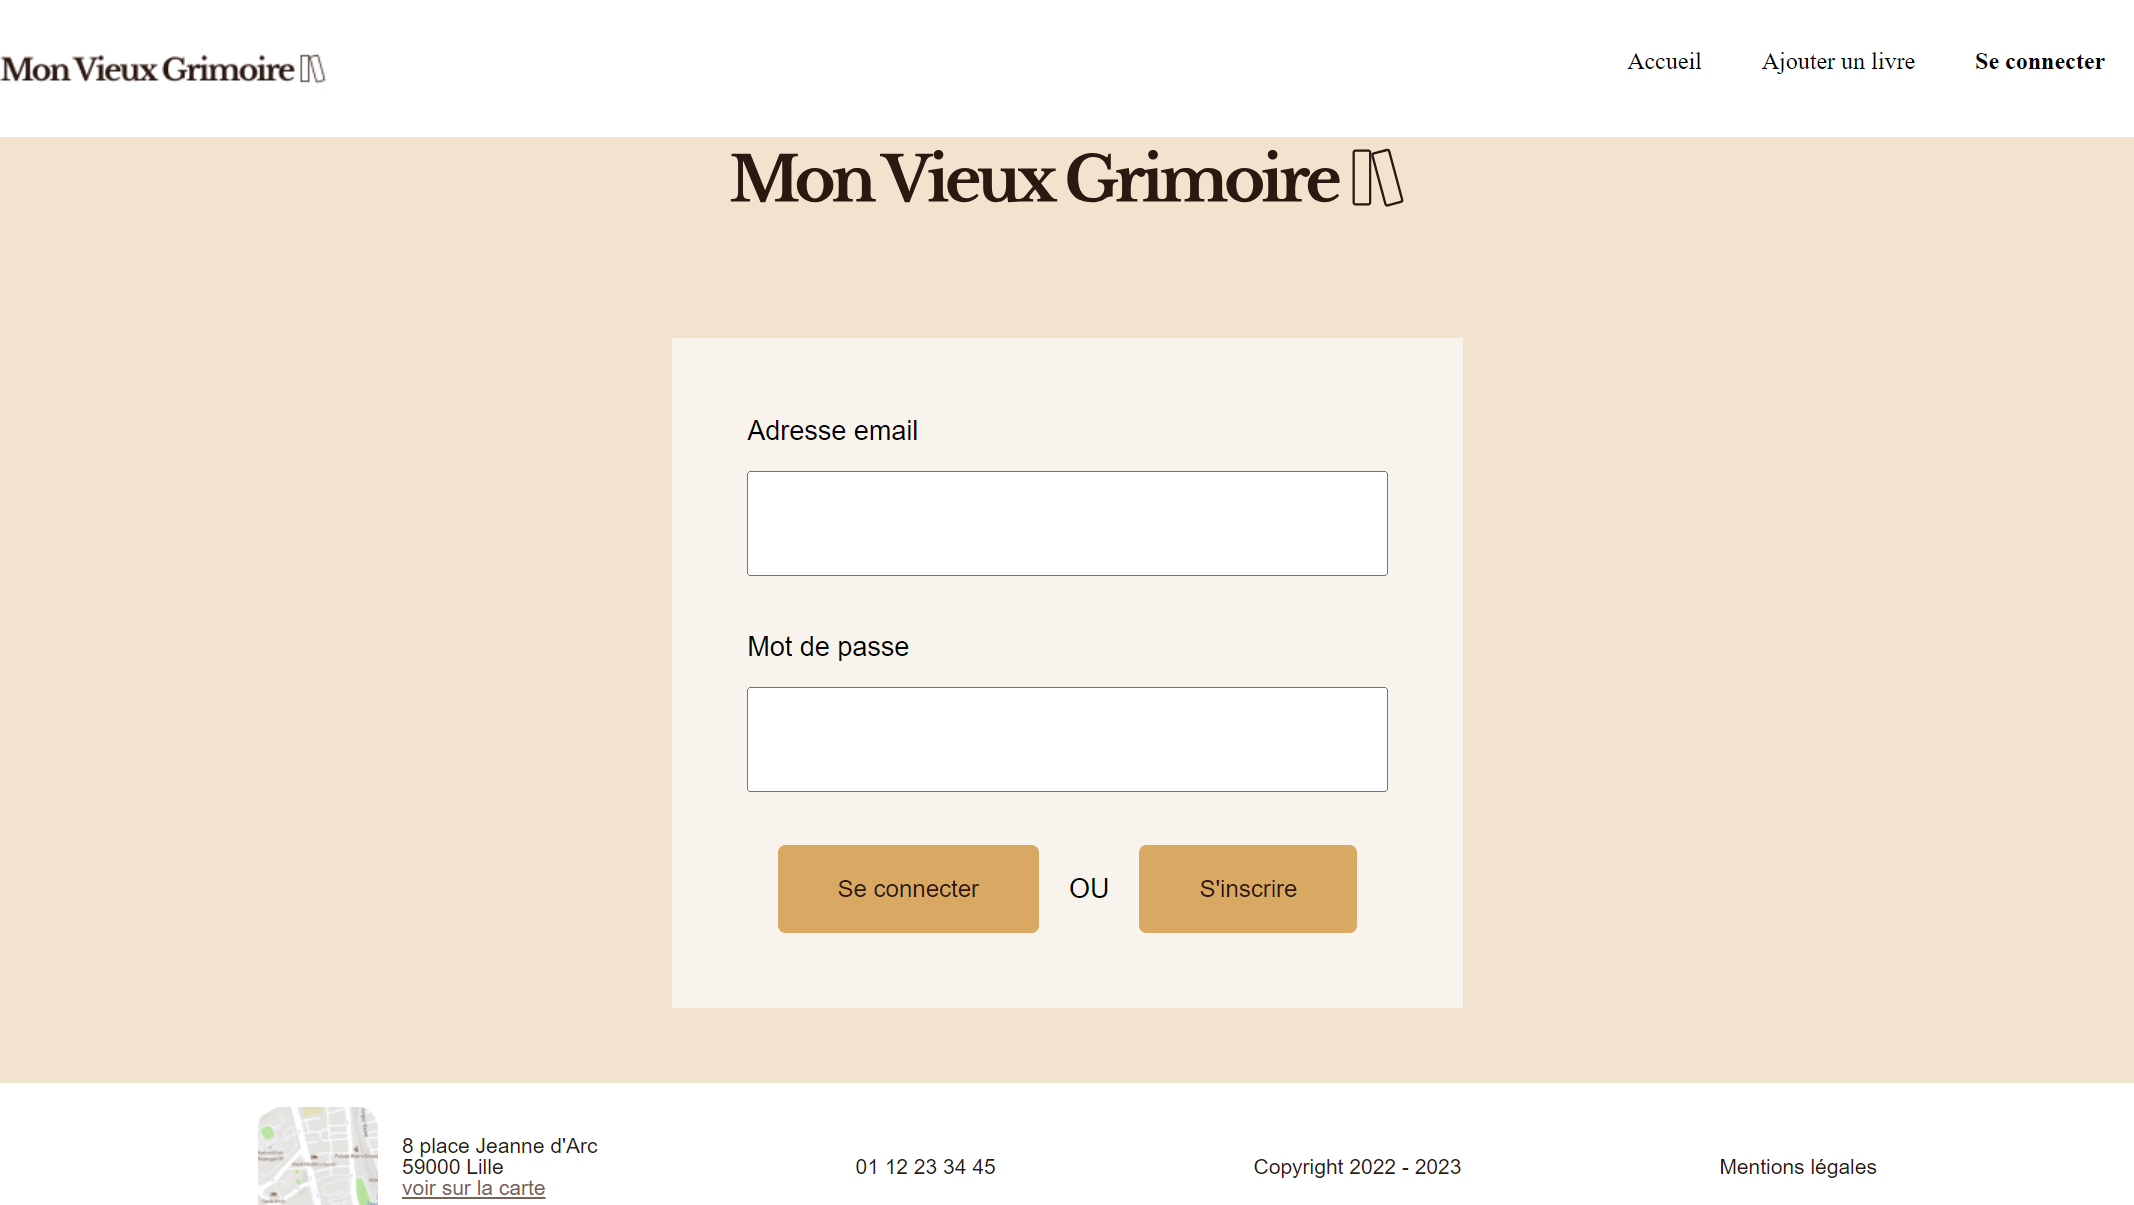 Mon Vieux Grimoire
Accueil
Ajouter un livre
Se connecter
Mon Vieux Grimoire
Adresse email
Mot de passe
Se connecter
OU
S'inscrire
8 place Jeanne d'Arc
59000 Lille
voir sur la carte
01 12 23 34 45
Copyright 2022 - 2023
Mentions légales